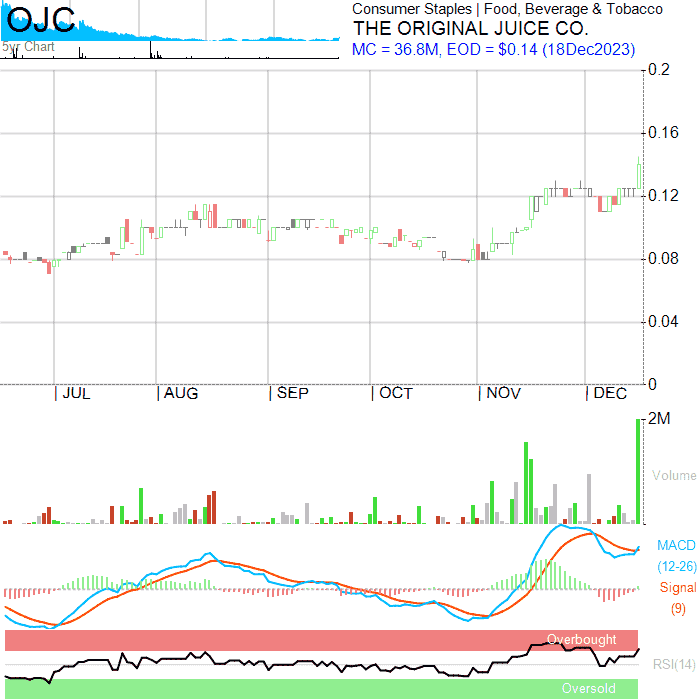 OJC
5yr Chart
Consumer Staples | Food, Beverage & Tobacco
THE ORIGINAL JUICE CO.
MC = 36.8M, EOD = $0.14 (18Dec2023)
0.2
0.16
0.12
0.08
0.04
0
JUL AUG SEP OCT NOV DEC
2M
Volume
MACD
(12-26)
Signal
(9)
Overbought
RSI(14)
Oversold